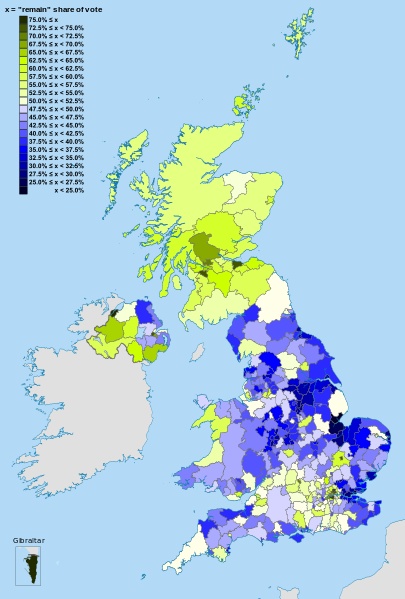 x = "remain" share of vote
75.0% ≤ x
72.5% ≤ x < 75.0%
70.0% ≤ x < 72.5%
67.5% ≤ x < 70.0%
65.0% ≤ x < 67.5%
62.5% ≤ x < 65.0%
60.0% ≤ x < 62.5%
57.5% ≤ x < 60.0%
55.0% ≤ x < 57.5%
52.5% ≤ x < 55.0%
50.0% ≤ x < 52.5%
47.5% ≤ x < 50.0%
45.0% ≤ x < 47.5%
42.5% ≤ x < 45.0%
40.0% ≤ x < 42.5%
37.5% ≤ x < 40.0%
35.0% ≤ x < 37.5%
32.5% ≤ x < 35.0%
30.0% ≤ x < 32.5%
27.5% ≤ x < 30.0%
25.0% ≤ x < 27.5%
x < 25.0%
Gibraltar